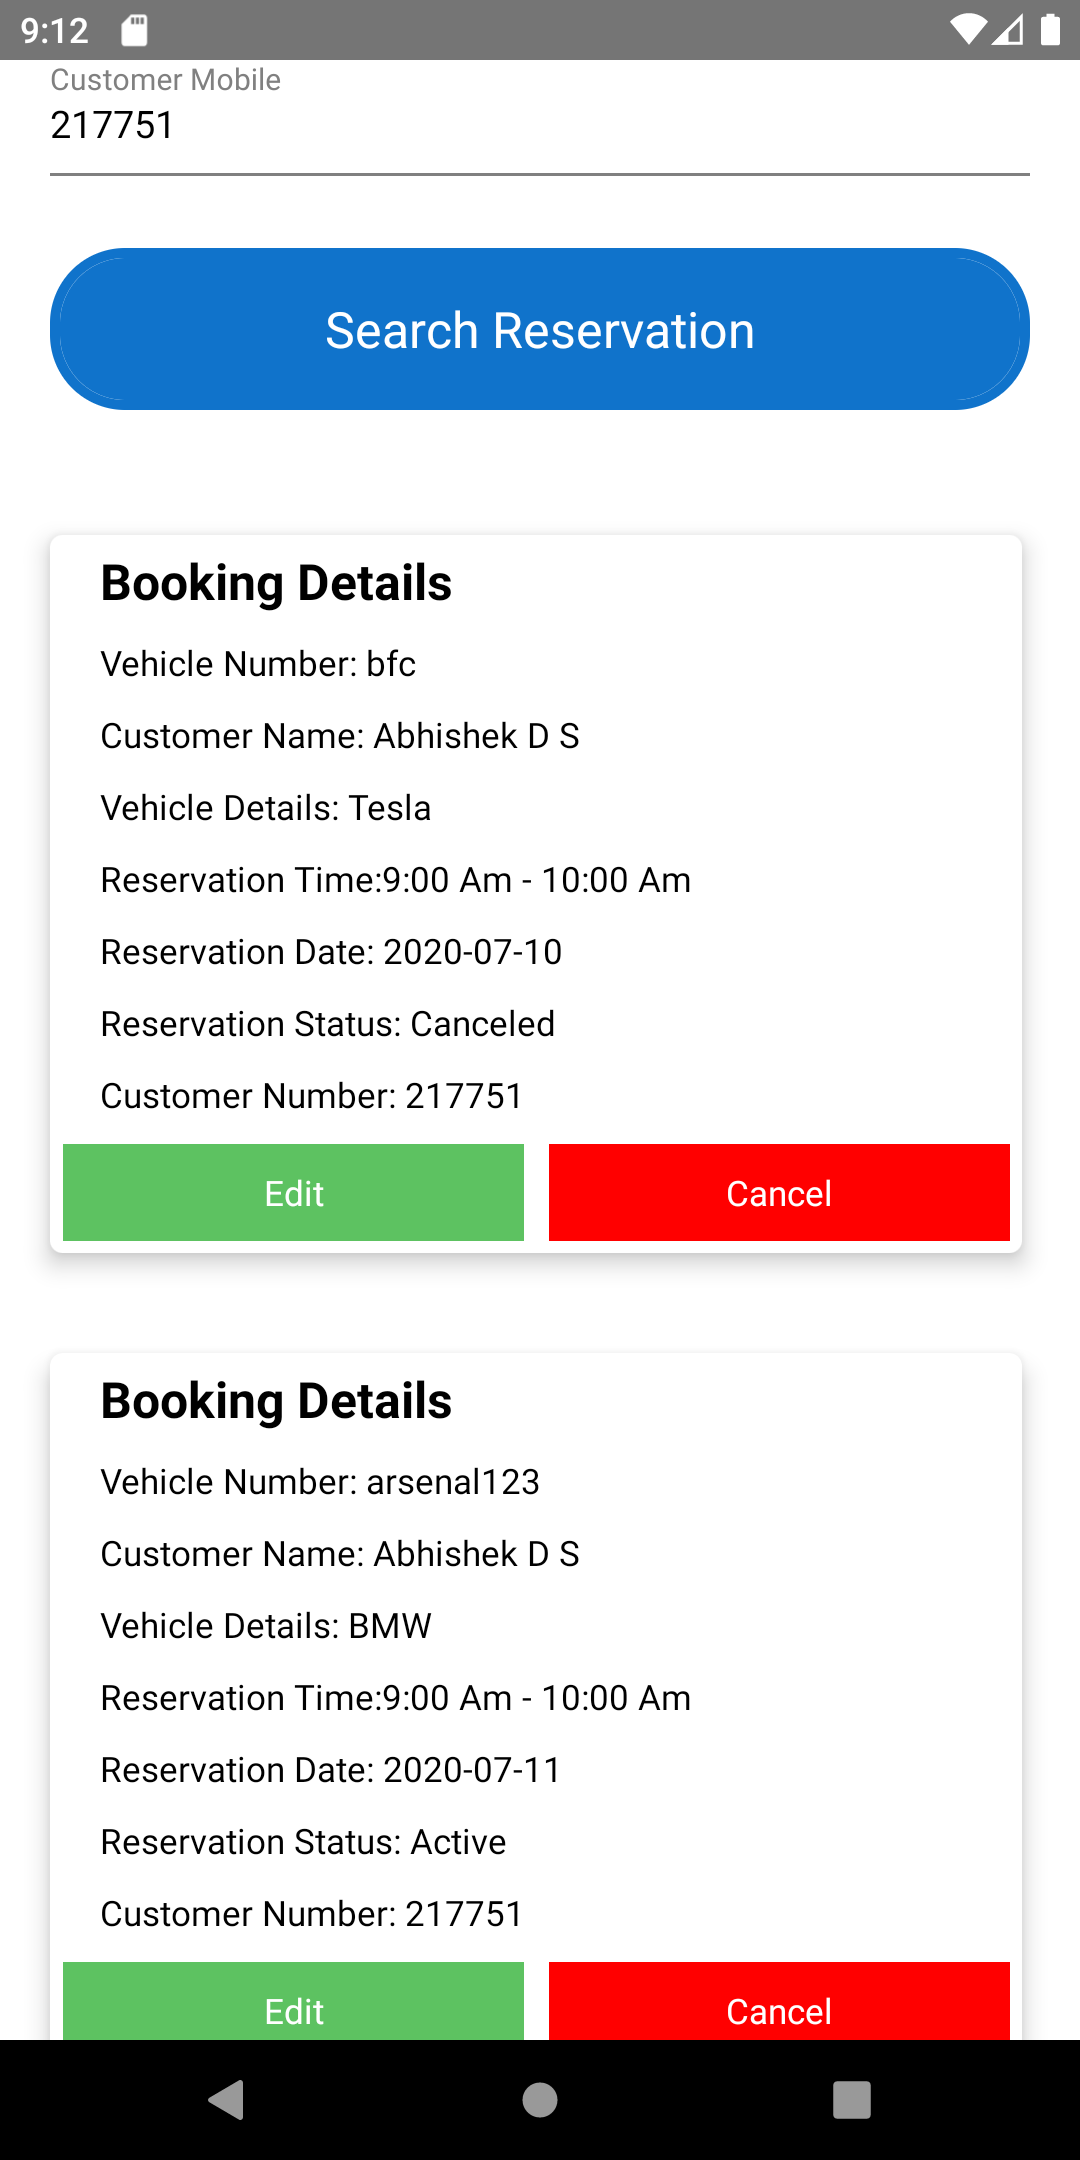 9:12
Customer Mobile
217751
Search Reservation
Booking Details
Vehicle Number: bfc
Customer Name: Abhishek D S
Vehicle Details: Tesla
Reservation Time:9:00 Am - 10:00 Am
Reservation Date: 2020-07-10
Reservation Status: Canceled
Customer Number: 217751
Edit Cancel
Booking Details
Vehicle Number: arsenal123
Customer Name: Abhishek D S
Vehicle Details: BMW
Reservation Time:9:00 Am - 10:00 Am
Reservation Date: 2020-07-11
Reservation Status: Active
Customer Number: 217751
Edit Cancel